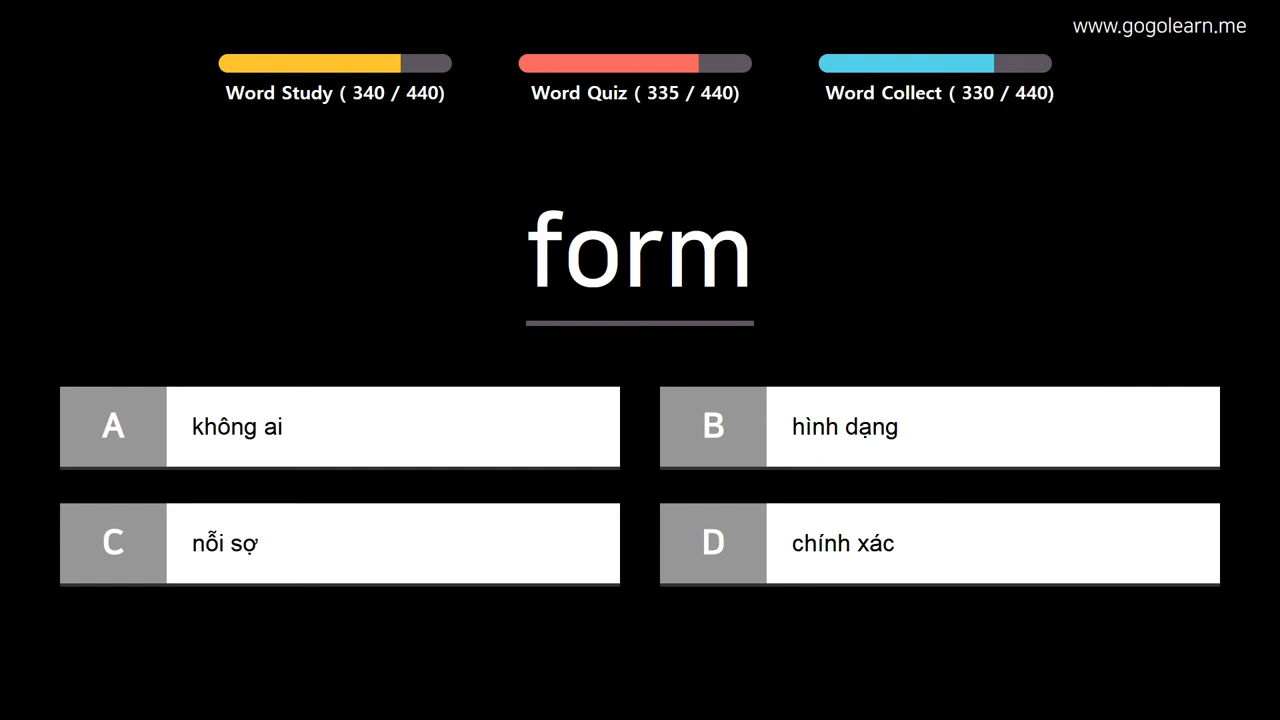 www.gogolearn.me
Word Study ( 340 / 440)
Word Quiz ( 335 / 440)
Word Collect ( 330 / 440)
form
A không ai
B hình dạng
C nỗi sợ
D chính xác